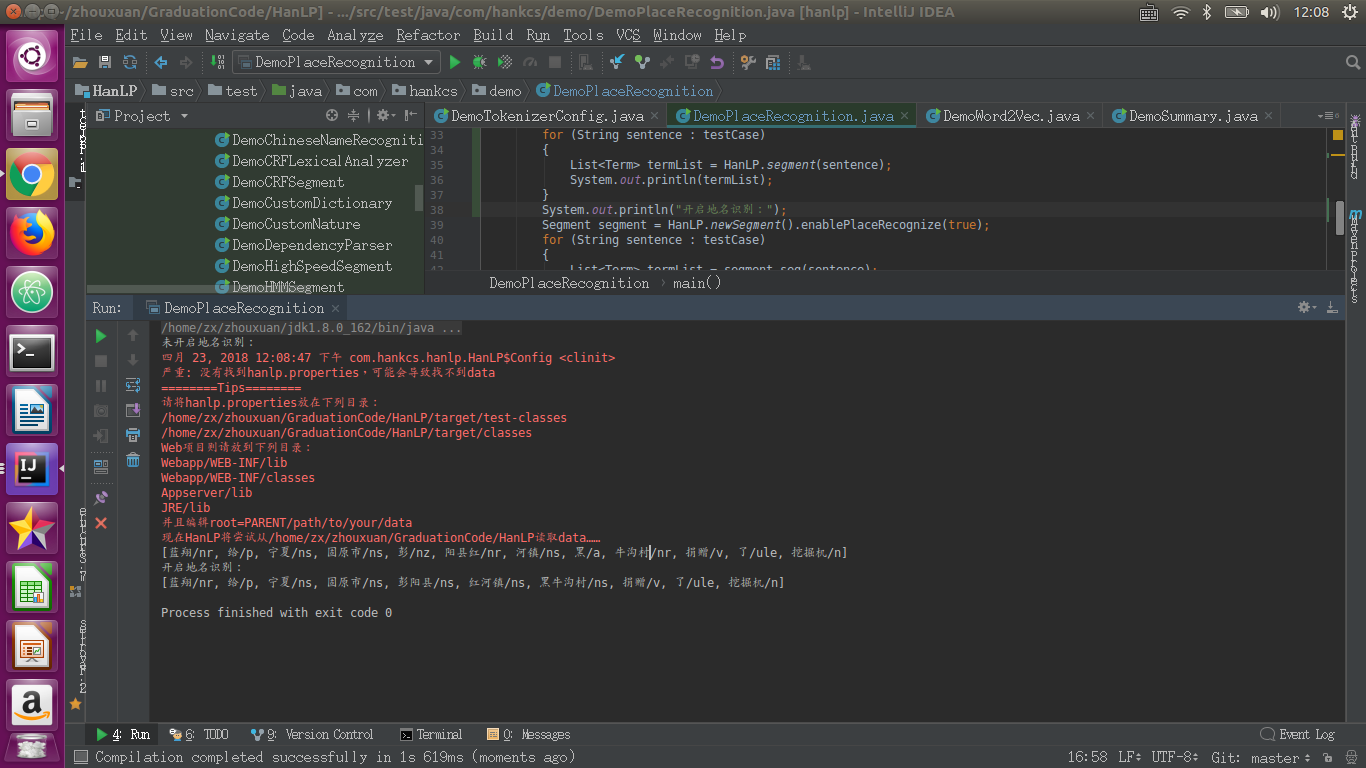 -/zhouxuan/GraduationCode/HanLP] - .../src/test/java/com/hankcs/demo/DemoPlaceRecognition.java [hanlp] - IntelliJ IDEA
12:08
File Edit View Navigate Code Analyze Refactor Build Run Tools VCS Window Help
DemoPlaceRecognition
HanLP src test java com hankcs demo DemoPlaceRecognition
Project
DemoTokenizerConfig.java
DemoPlaceRecognition.java
DemoWord2Vec.java
DemoSummary.java
DemoChineseNameRecogniti
DemoCRFLexicalAnalyzer
DemoCRFSegment
DemoCustomDictionary
DemoCustomNature
DemoDependencyParser
DemoHighSpeedSegment
DemoHMMSegment
33 for (String sentence : testCase)
34 {
35 List<Term> termList = HanLP.segment(sentence);
36 System.out.println(termList);
37 }
38 System.out.println("开启地名识别：");
39 Segment segment = HanLP.newSegment().enablePlaceRecognize(true);
40 for (String sentence : testCase)
41 {
42 List<Term> termList = segment.seg(sentence);
DemoPlaceRecognition main()
Ant Build
Maven Projects
Run: DemoPlaceRecognition
/home/zx/zhouxuan/jdk1.8.0_162/bin/java ...
未开启地名识别：
四月 23, 2018 12:08:47 下午 com.hankcs.hanlp.HanLP$Config <clinit>
严重: 没有找到hanlp.properties，可能会导致找不到data
========Tips========
请将hanlp.properties放在下列目录：
/home/zx/zhouxuan/GraduationCode/HanLP/target/test-classes
/home/zx/zhouxuan/GraduationCode/HanLP/target/classes
Web项目则请放到下列目录：
Webapp/WEB-INF/lib
Webapp/WEB-INF/classes
Appserver/lib
JRE/lib
并且编辑root=PARENT/path/to/your/data
现在HanLP将尝试从/home/zx/zhouxuan/GraduationCode/HanLP读取data……
[蓝翔/nr, 给/p, 宁夏/ns, 固原市/ns, 彭/nz, 阳县红/nr, 河镇/ns, 黑/a, 牛沟村/nr, 捐赠/v, 了/ule, 挖掘机/n]
开启地名识别：
[蓝翔/nr, 给/p, 宁夏/ns, 固原市/ns, 彭阳县/ns, 红河镇/ns, 黑牛沟村/ns, 捐赠/v, 了/ule, 挖掘机/n]
Process finished with exit code 0
4: Run 6: TODO 9: Version Control Terminal 0: Messages Event Log
Compilation completed successfully in 1s 619ms (moments ago) 16:58 LF UTF-8 Git: master